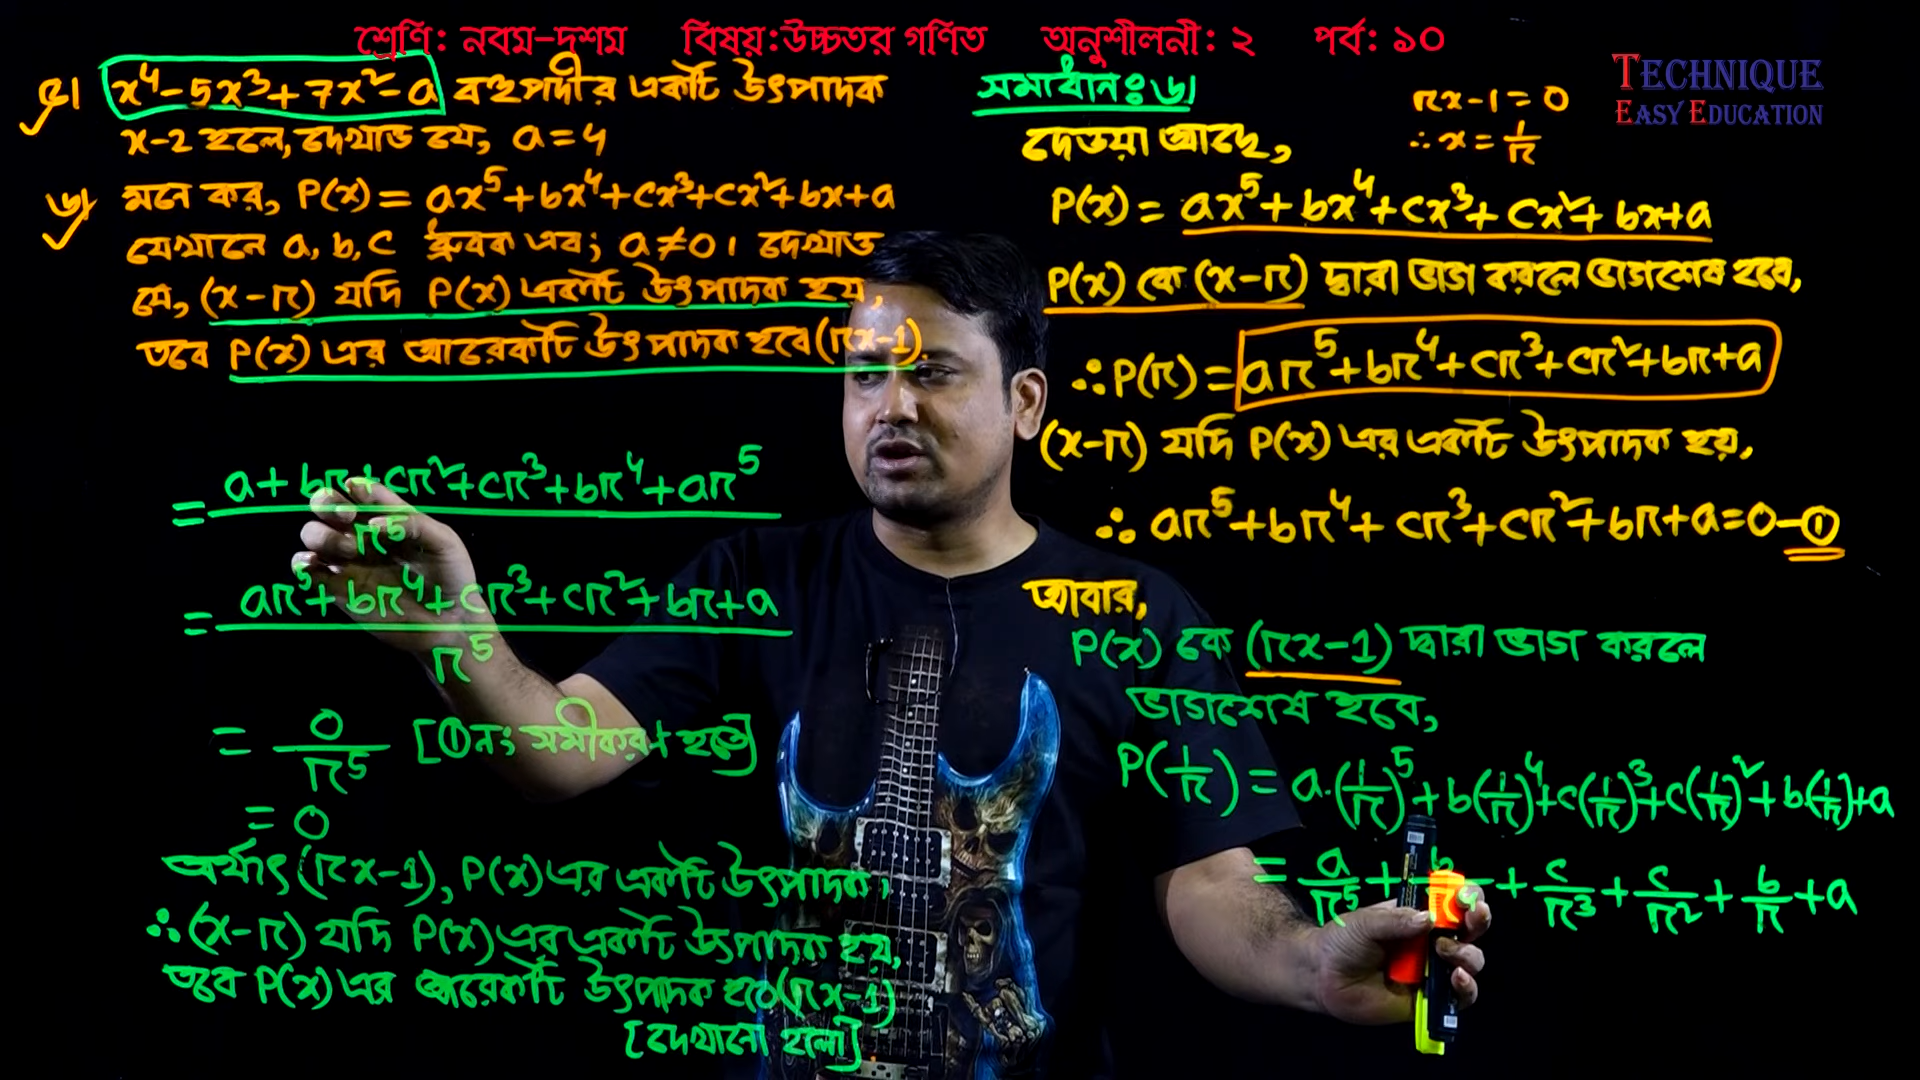 শ্রেণি: নবম-দশম বিষয়:উচ্চতর গণিত অনুশীলনী: ২ পর্ব: ১০
TECHNIQUE
EASY EDUCATION
৫। x⁴-5x³+7x²-a বহুপদীর একটি উৎপাদক
x-2 হলে, দেখাও যে, a=4
৬। মনে কর, P(x) = ax⁵+bx⁴+cx³+cx²+bx+a
যেখানে a, b, c ধ্রুবক এবং a≠0। দেখাও
যে, (x-r) যদি P(x) একটি উৎপাদক হয়,
তবে P(x) এর আরেকটি উৎপাদক হবে (rx-1).
= (a+br+cr²+cr³+br⁴+ar⁵)/r⁵
= (ar⁵+br⁴+cr³+cr²+br+a)/r⁵
= 0/r⁵ [①নং সমীকরণ হতে]
= 0
অর্থাৎ (rx-1), P(x) এর একটি উৎপাদক।
∴(x-r) যদি P(x) এর একটি উৎপাদক হয়,
তবে P(x) এর আরেকটি উৎপাদক হবে (rx-1)
[দেখানো হলো].
সমাধানঃ ৬।
rx-1=0
∴x=1/r
দেওয়া আছে,
P(x) = ax⁵+bx⁴+cx³+cx²+bx+a
P(x) কে (x-r) দ্বারা ভাগ করলে ভাগশেষ হবে,
∴P(r) = ar⁵+br⁴+cr³+cr²+br+a
(x-r) যদি P(x) এর একটি উৎপাদক হয়,
∴ ar⁵+br⁴+cr³+cr²+br+a=0-①
আবার,
P(x) কে (rx-1) দ্বারা ভাগ করলে
ভাগশেষ হবে,
P(1/r) = a.(1/r)⁵+b(1/r)⁴+c(1/r)³+c(1/r)²+b.(1/r)+a
= a/r⁵ + b/r⁴ + c/r³ + c/r² + b/r + a